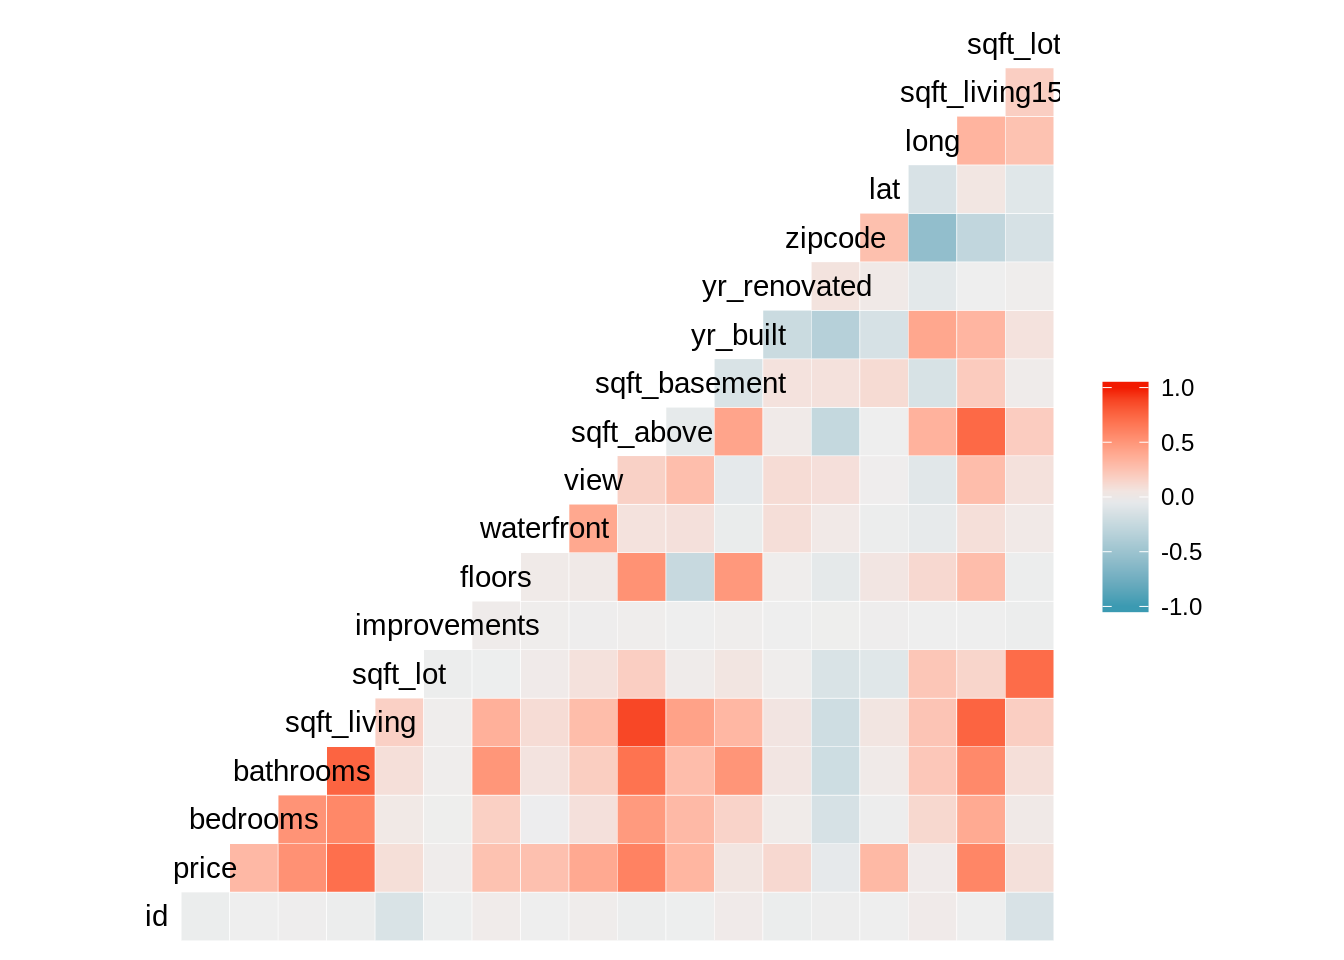 sqft_lot
sqft_living15
long
lat
zipcode
yr_renovated
yr_built
sqft_basement
sqft_above
view
waterfront
floors
improvements
sqft_lot
sqft_living
bathrooms
bedrooms
price
id
1.0
0.5
0.0
-0.5
-1.0